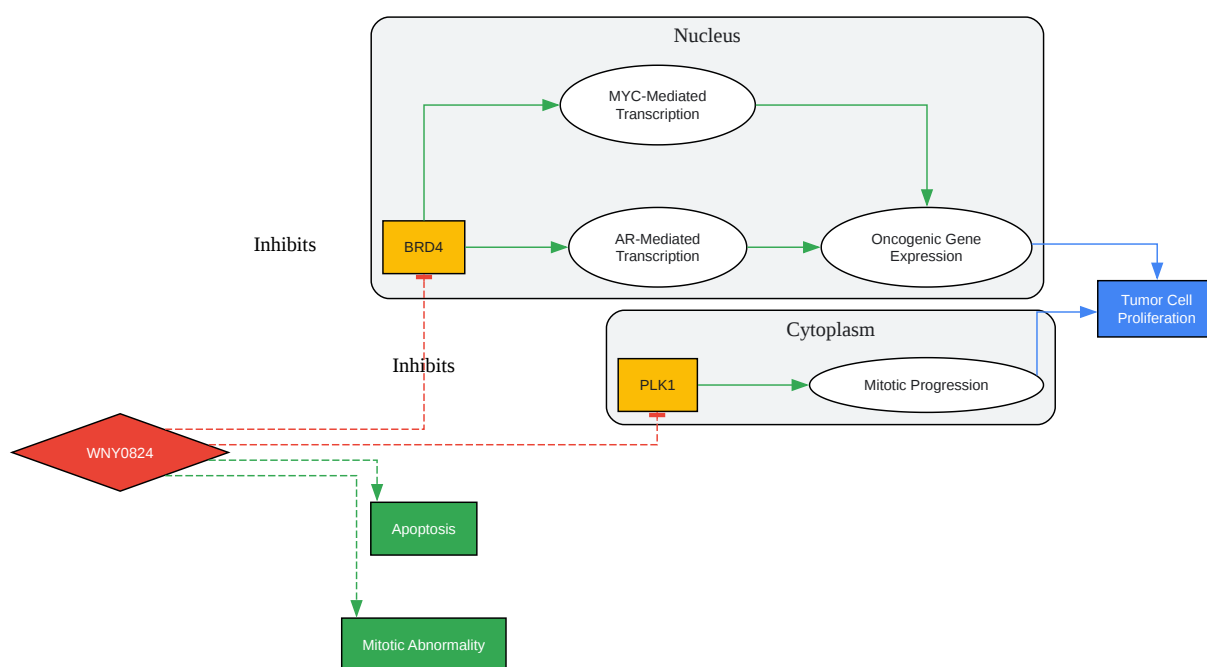 Nucleus
MYC-Mediated
Transcription
Inhibits
BRD4
AR-Mediated
Transcription
Oncogenic Gene
Expression
Tumor Cell
Proliferation
Cytoplasm
Inhibits
PLK1
Mitotic Progression
WNY0824
Apoptosis
Mitotic Abnormality